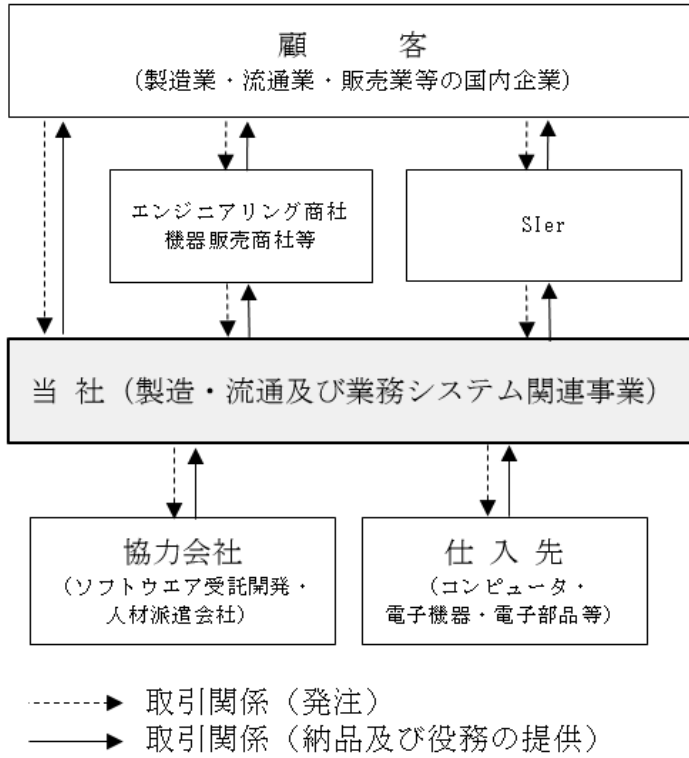 顧客
(製造業・流通業・販売業等の国内企業)
エンジニアリング商社
機器販売商社等
SIer
当社(製造・流通及び業務システム関連事業)
協力会社
(ソフトウエア受託開発・
人材派遣会社)
仕入先
(コンピュータ・
電子機器・電子部品等)
取引関係(発注)
取引関係(納品及び役務の提供)